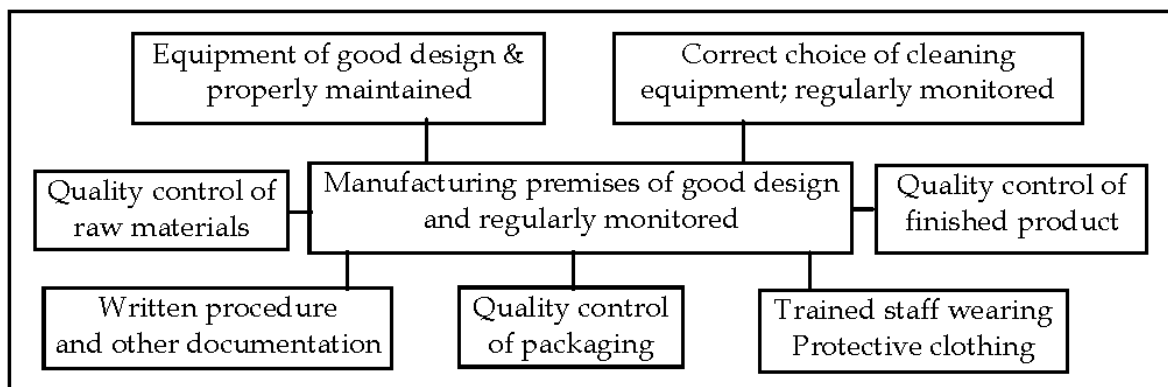 Equipment of good design &
properly maintained
Correct choice of cleaning
equipment; regularly monitored
Quality control of
raw materials
Manufacturing premises of good design
and regularly monitored
Quality control of
finished product
Written procedure
and other documentation
Quality control
of packaging
Trained staff wearing
Protective clothing